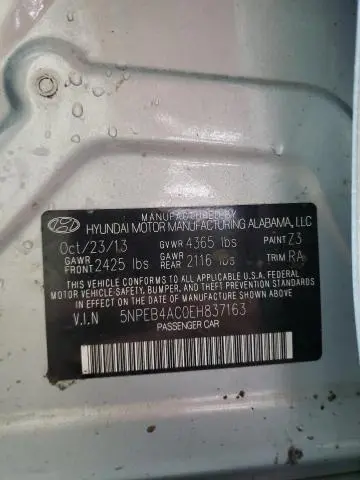 MANUFACTURED BY
HYUNDAI MOTOR MANUFACTURING ALABAMA, LLC
Oct/23/13 GVWR 4365 lbs PAINT Z3
GAWR FRONT 2425 lbs GAWR REAR 2116 lbs TRIM RA
THIS VEHICLE CONFORMS TO ALL APPLICABLE U.S.A. FEDERAL
MOTOR VEHICLE SAFETY, BUMPER, AND THEFT PREVENTION
STANDARDS IN EFFECT ON THE DATE OF MANUFACTURE SHOWN ABOVE.
V.I.N 5NPEB4AC0EH837163
PASSENGER CAR